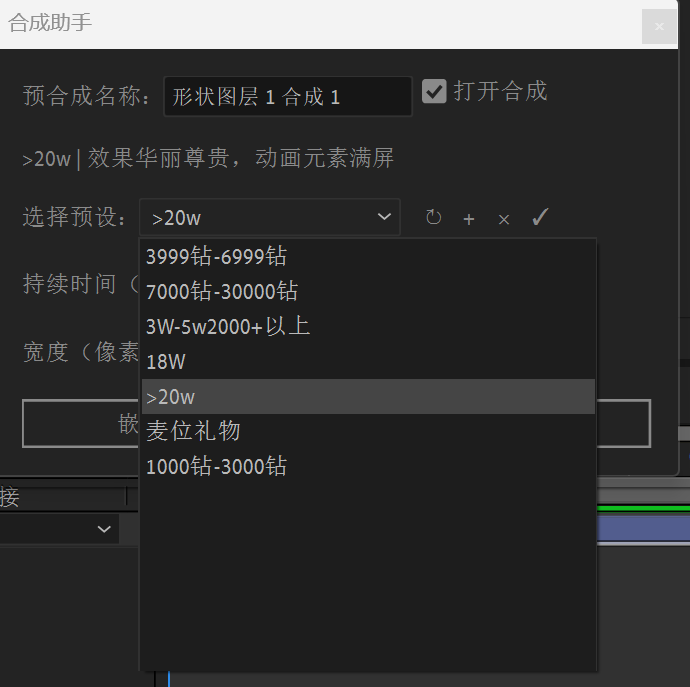 合成助手
预合成名称： 形状图层 1 合成 1 打开合成
>20w | 效果华丽尊贵，动画元素满屏
选择预设： >20w
3999钻-6999钻
持续时间（
7000钻-30000钻
3W-5w2000+以上
宽度（像素
18W
>20w
嵌
麦位礼物
1000钻-3000钻
接